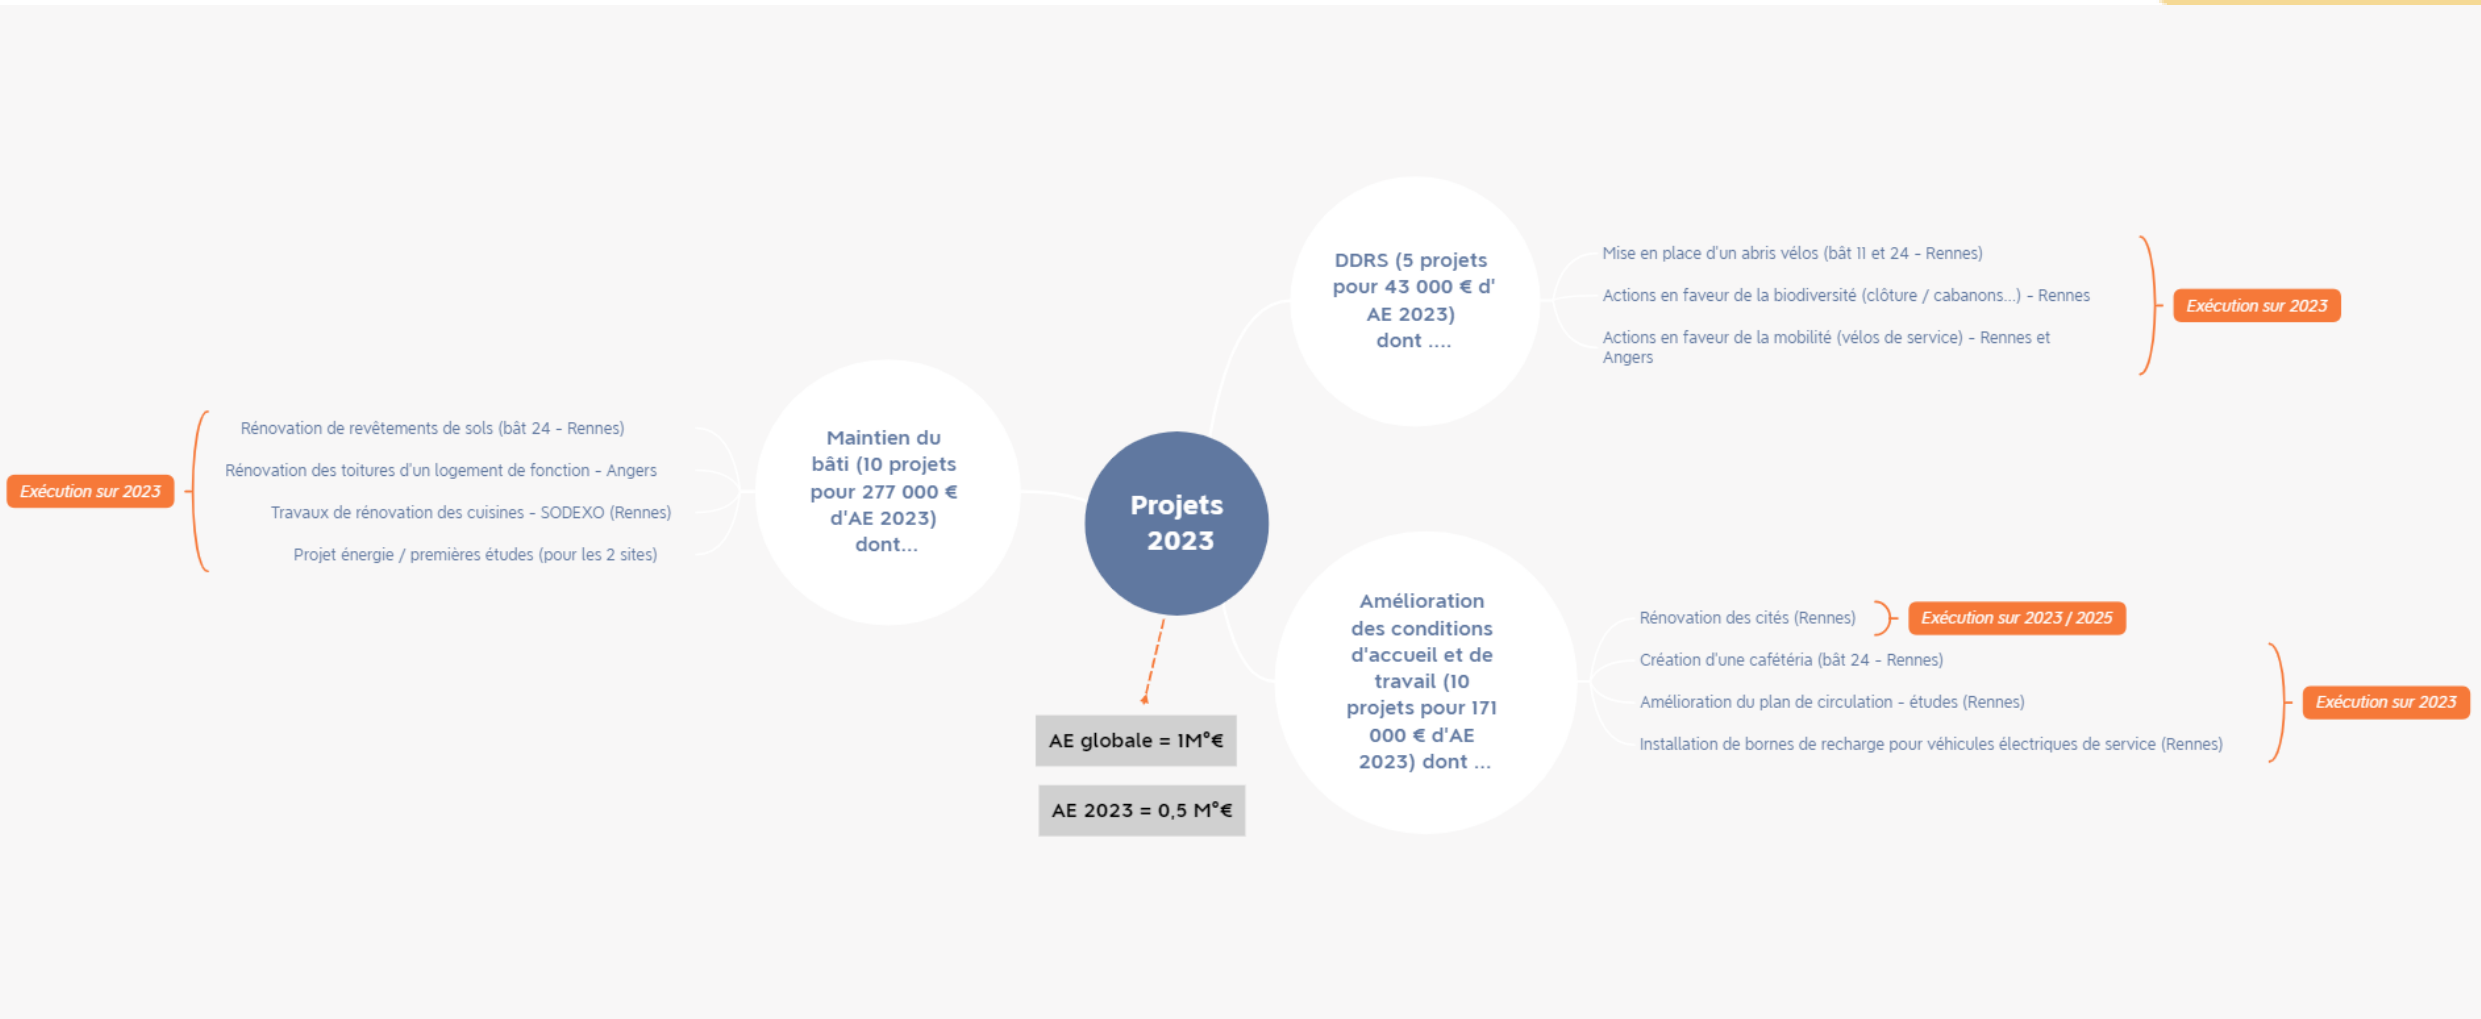 Projets
2023
AE globale = 1M°€
AE 2023 = 0,5 M°€
Maintien du
bâti (10 projets
pour 277 000 €
d'AE 2023)
dont...
Rénovation de revêtements de sols (bât 24 - Rennes)
Rénovation des toitures d'un logement de fonction - Angers
Travaux de rénovation des cuisines - SODEXO (Rennes)
Projet énergie / premières études (pour les 2 sites)
Exécution sur 2023
DDRS (5 projets
pour 43 000 € d'
AE 2023)
dont ....
Mise en place d'un abris vélos (bât 11 et 24 - Rennes)
Actions en faveur de la biodiversité (clôture / cabanons...) - Rennes
Actions en faveur de la mobilité (vélos de service) - Rennes et
Angers
Exécution sur 2023
Amélioration
des conditions
d'accueil et de
travail (10
projets pour 171
000 € d'AE
2023) dont ...
Rénovation des cités (Rennes)
Exécution sur 2023 / 2025
Création d'une cafétéria (bât 24 - Rennes)
Amélioration du plan de circulation - études (Rennes)
Installation de bornes de recharge pour véhicules électriques de service (Rennes)
Exécution sur 2023